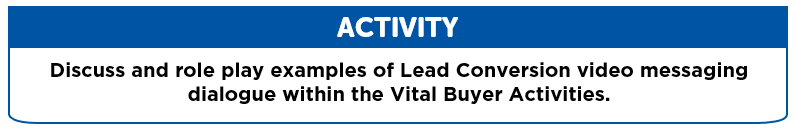 ACTIVITY
Discuss and role play examples of Lead Conversion video messaging
dialogue within the Vital Buyer Activities.